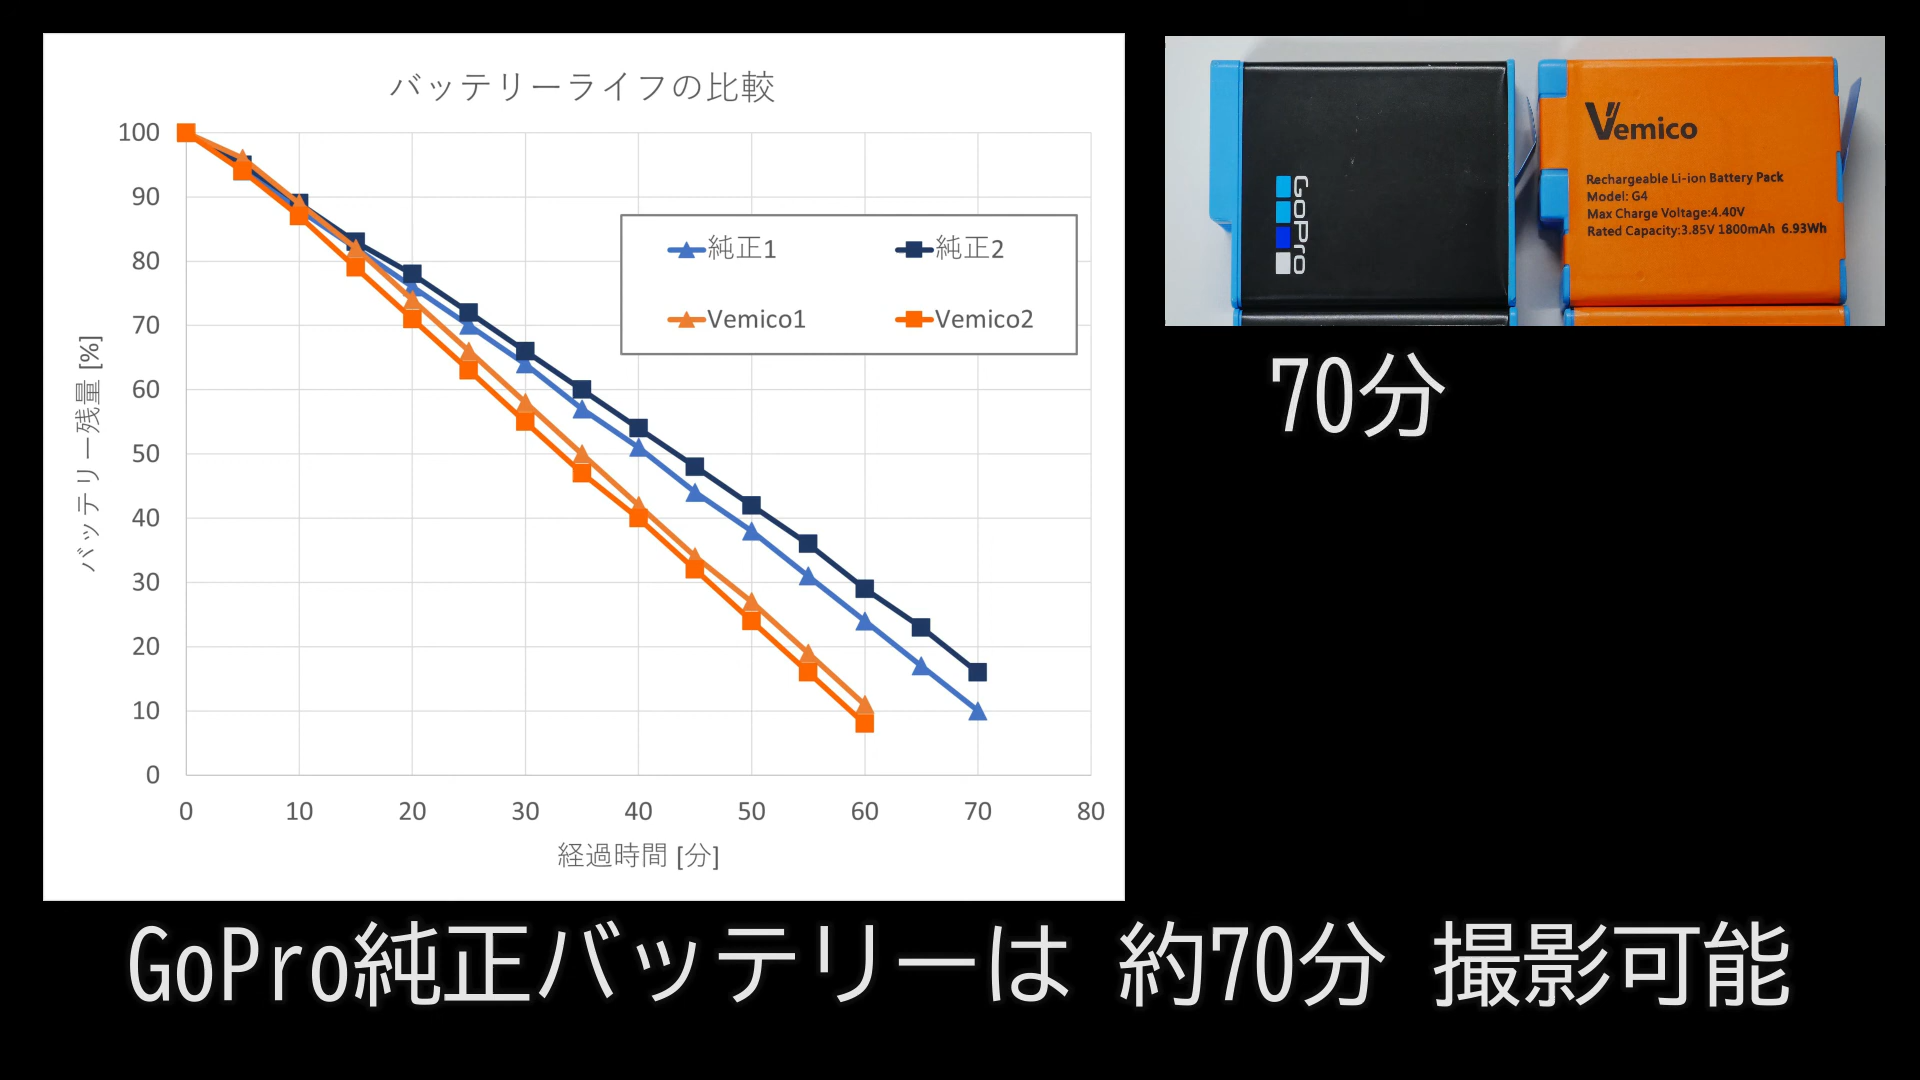 バッテリーライフの比較
100
90
80
70
60
50
40
30
20
10
0
バッテリー残量 [%]
純正1
純正2
Vemico1
Vemico2
0 10 20 30 40 50 60 70 80
経過時間 [分]
GoPro
Vemico
Rechargeable Li-ion Battery Pack
Model: G4
Max Charge Voltage:4.40V
Rated Capacity:3.85V 1800mAh 6.93Wh
70分
GoPro純正バッテリーは 約70分 撮影可能